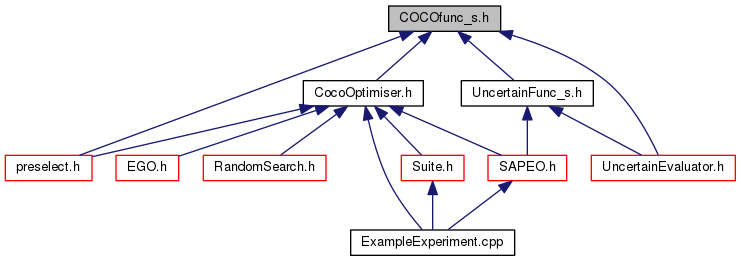 COCOfunc_s.h
CocoOptimiser.h
UncertainFunc_s.h
preselect.h
EGO.h
RandomSearch.h
Suite.h
SAPEO.h
UncertainEvaluator.h
ExampleExperiment.cpp